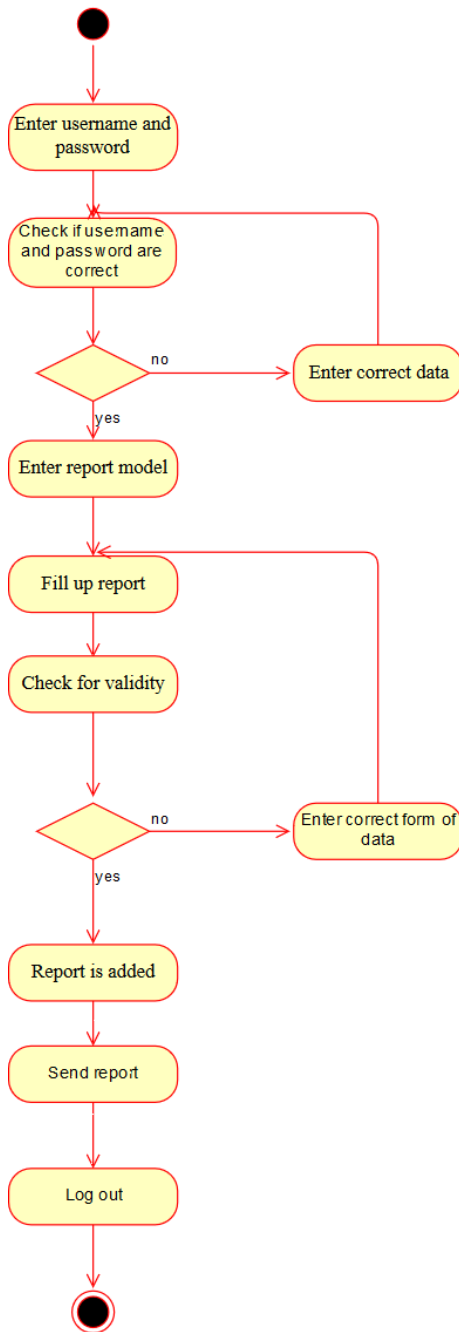 Enter username and
password
Check if username
and password are
correct
no
Enter correct data
yes
Enter report model
Fill up report
Check for validity
no
Enter correct form of
data
yes
Report is added
Send report
Log out